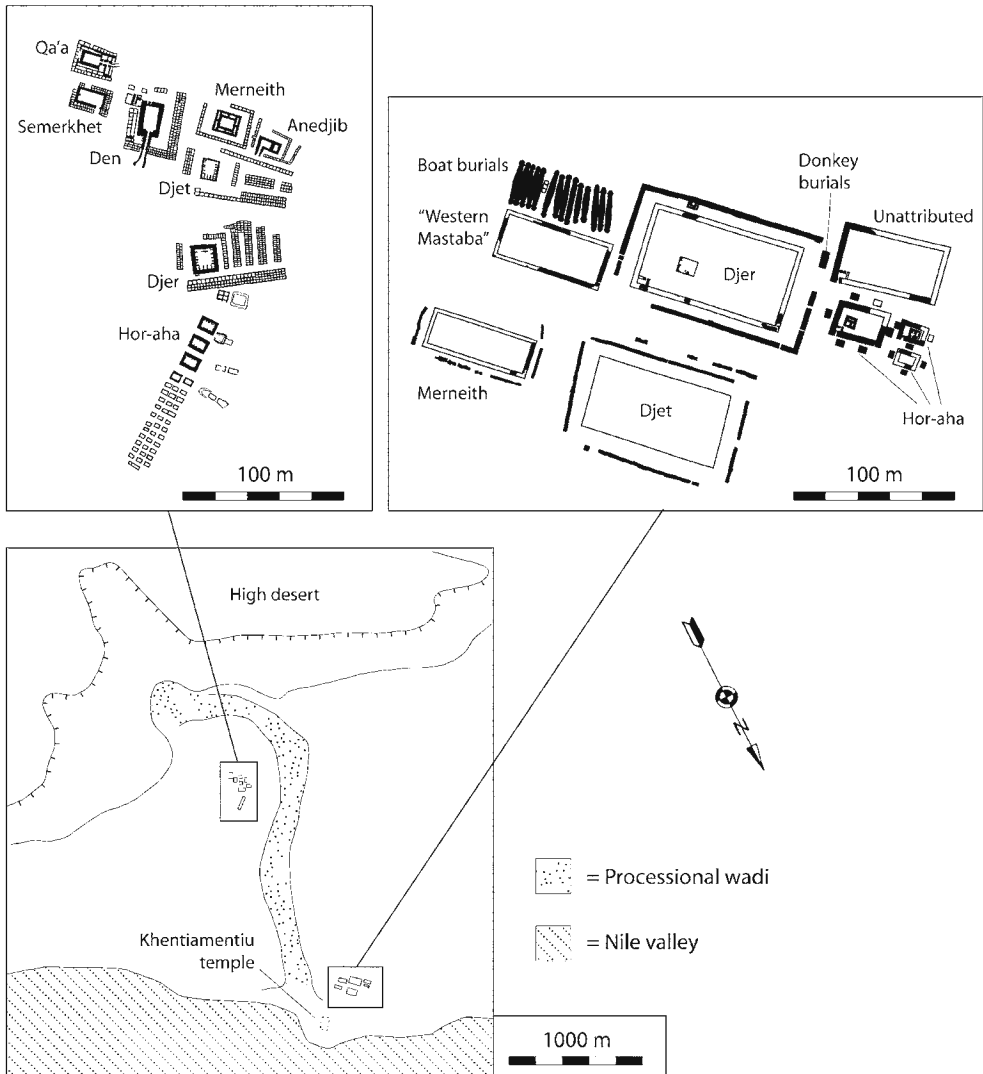 Qa'a
Merneith
Semerkhet
Anedjib
Den
Djet
Djer
Hor-aha
100 m
Boat burials
Donkey
burials
"Western
Mastaba"
Unattributed
Djer
Merneith
Djet
Hor-aha
100 m
High desert
N
= Processional wadi
Khentiamentiu
temple
= Nile valley
1000 m